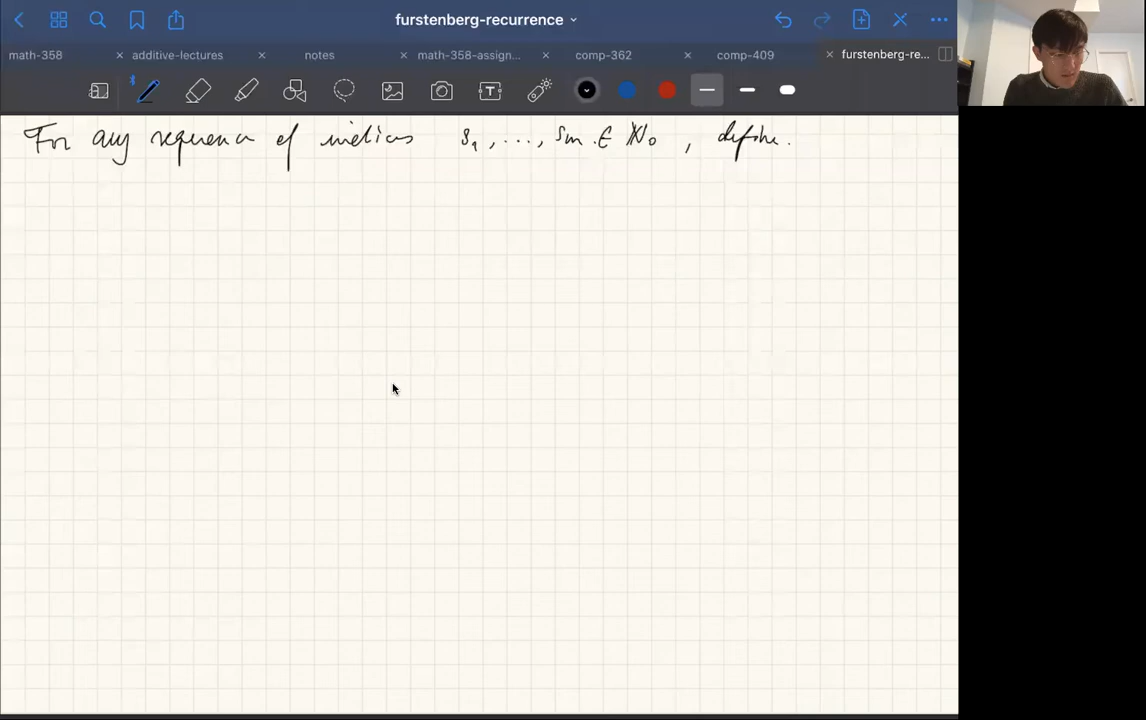 furstenberg-recurrence
math-358 × additive-lectures × notes × math-358-assign... × comp-362 × comp-409 × furstenberg-re...
For any sequence of indices s₁, ..., sₘ ∈ ℕ₀, define.